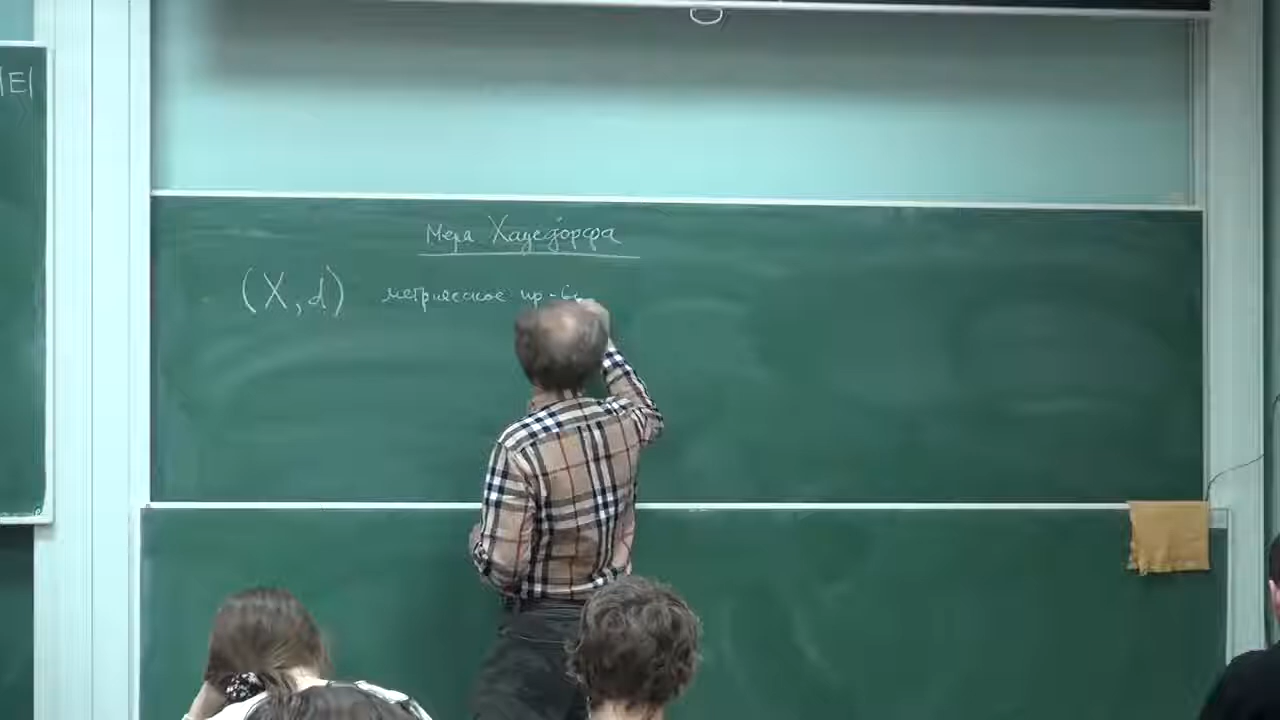 |E|
Мера Хаусдорфа
(X, d) метрическое пр-во